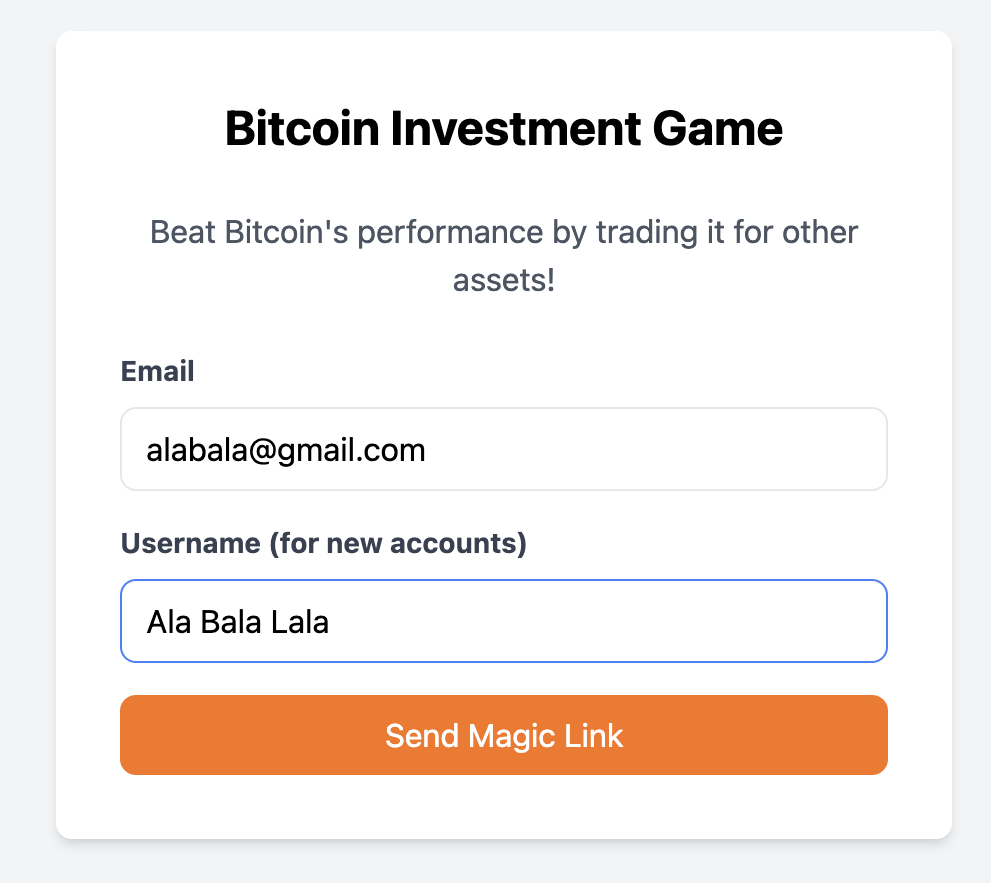 Bitcoin Investment Game
Beat Bitcoin's performance by trading it for other
assets!
Email
alabala@gmail.com
Username (for new accounts)
Ala Bala Lala
Send Magic Link